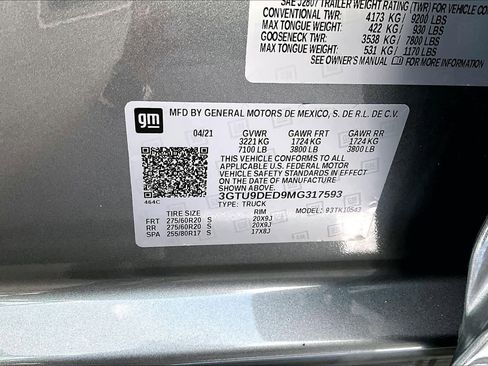 SAE J2807 TRAILER WEIGHT RATING (TWR) FOR VEHICLE CON
CONVENTIONAL TWR: 4173 KG / 9200 LBS
MAX TONGUE WEIGHT: 422 KG / 930 LBS
GOOSENECK TWR: 3538 KG / 7800 LBS
MAX TONGUE WEIGHT: 531 KG / 1170 LBS
SEE OWNER'S MANUAL FOR MORE INFORMATION
gm MFD BY GENERAL MOTORS DE MEXICO, S. DE R.L. DE C.V.
04/21 GVWR GAWR FRT GAWR RR
3221 KG 1724 KG 1724 KG
7100 LB 3800 LB 3800 LB
THIS VEHICLE CONFORMS TO ALL APPLICABLE
U.S. FEDERAL MOTOR VEHICLE SAFETY
STANDARDS IN EFFECT ON THE DATE OF
MANUFACTURE SHOWN ABOVE.
3GTU9DED9MG317593
464C TYPE: TRUCK
TIRE SIZE RIM MODEL: 93TK10543
FRT 275/60R20 S 20X9J
RR 275/60R20 S 20X9J
SPA 255/80R17 S 17X8J